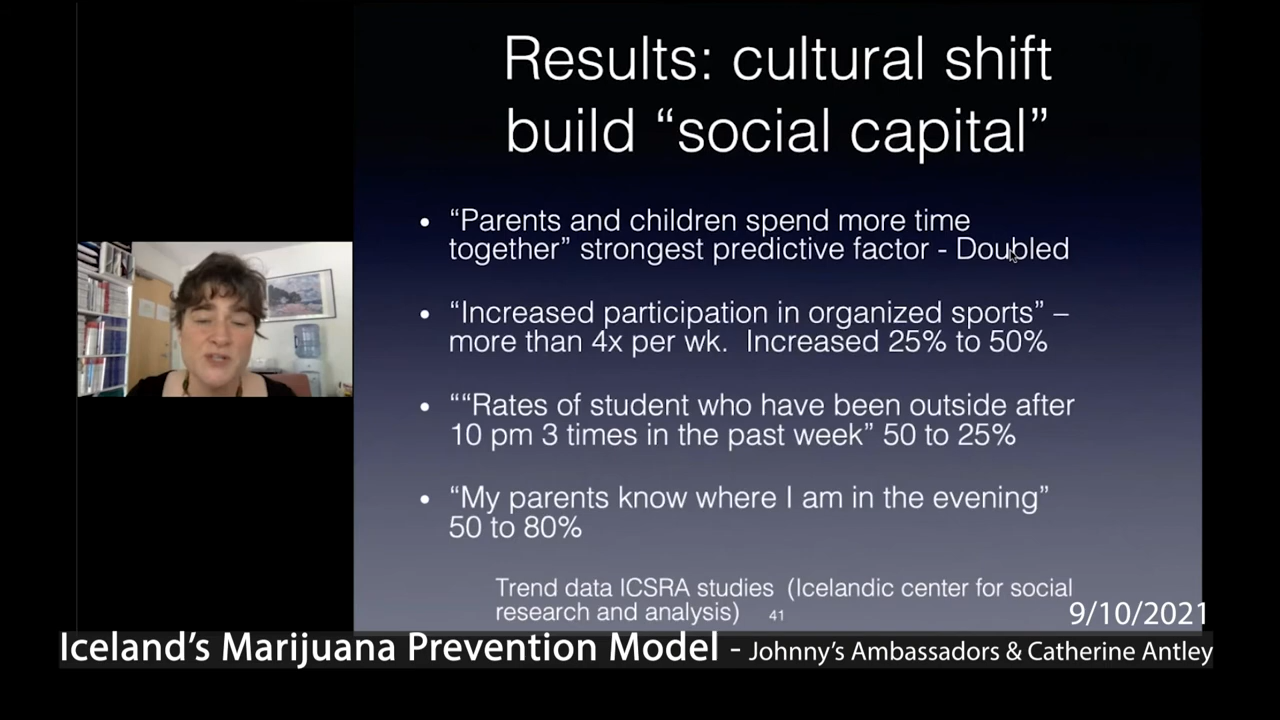 Results: cultural shift
build “social capital”
• “Parents and children spend more time
together” strongest predictive factor - Doubled
• “Increased participation in organized sports” –
more than 4x per wk.  Increased 25% to 50%
• ““Rates of student who have been outside after
10 pm 3 times in the past week” 50 to 25%
• “My parents know where I am in the evening”
50 to 80%
Trend data ICSRA studies  (Icelandic center for social
research and analysis)
41
9/10/2021
Iceland’s Marijuana Prevention Model - Johnny’s Ambassadors & Catherine Antley